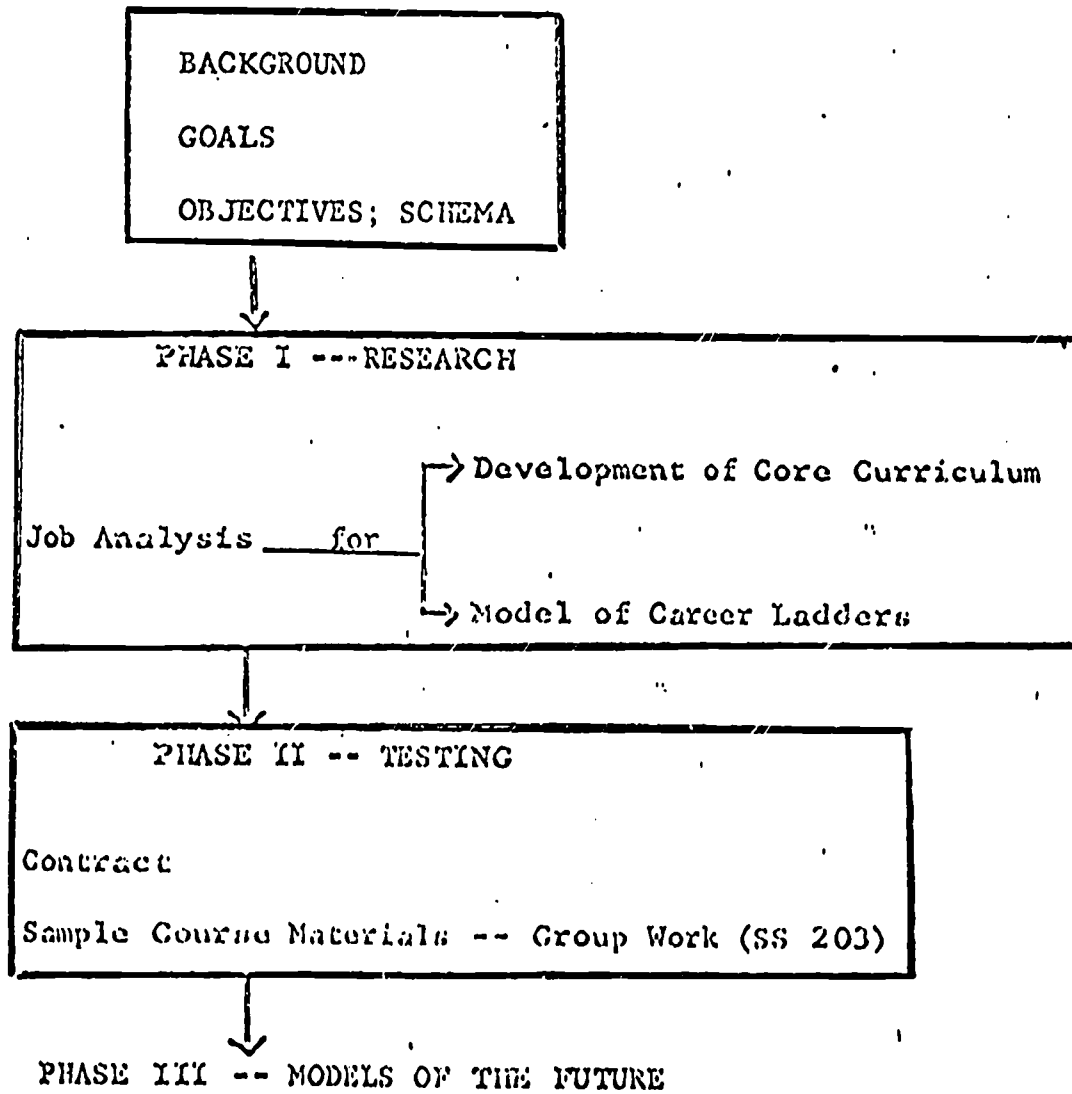 BACKGROUND
GOALS
OBJECTIVES; SCHEMA
PHASE I --- RESEARCH
Development of Core Curriculum
Job Analysis for
Model of Career Ladders
PHASE II -- TESTING
Contract
Sample Course Materials -- Group Work (SS 203)
PHASE III -- MODELS OF THE FUTURE